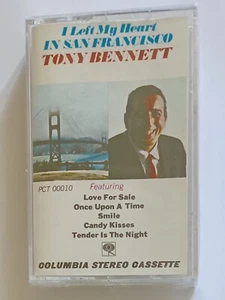 I Left My Heart
IN SAN FRANCISCO
TONY BENNETT
PCT 00010
Featuring
Love For Sale
Once Upon A Time
Smile
Candy Kisses
Tender Is The Night
COLUMBIA STEREO CASSETTE